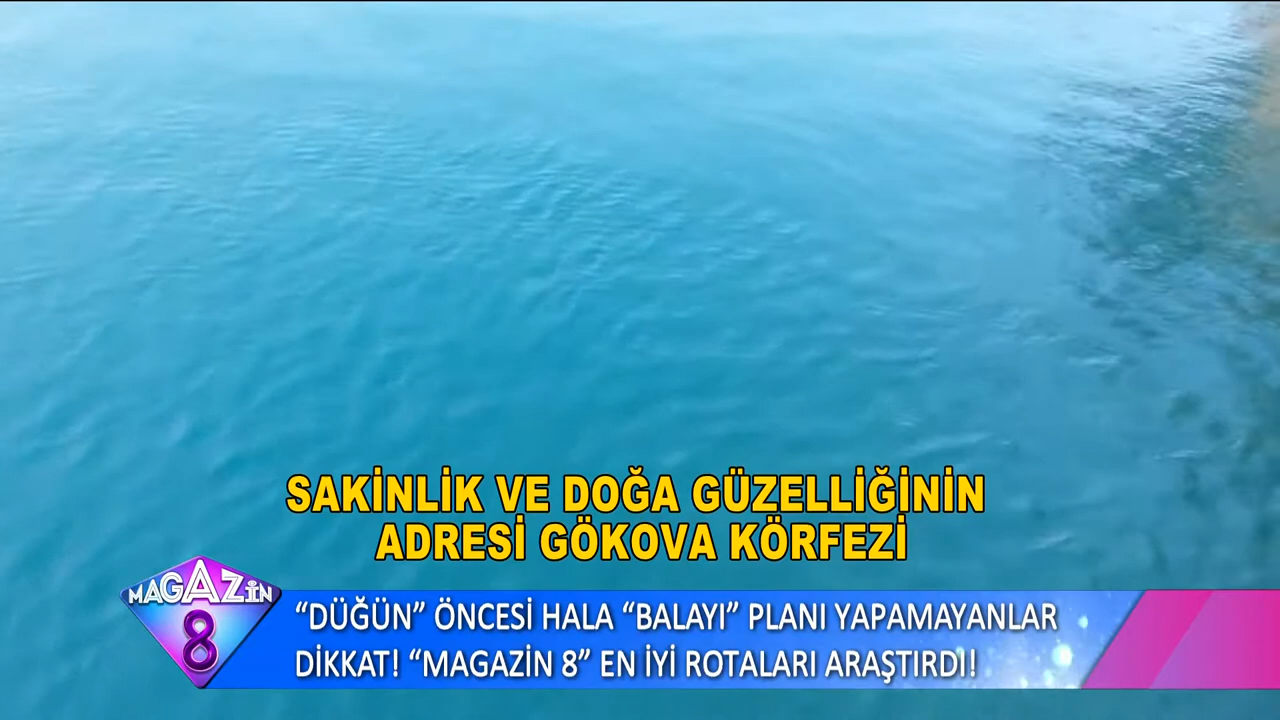 SAKİNLİK VE DOĞA GÜZELLİĞİNİN
ADRESİ GÖKOVA KÖRFEZİ
MAGAZİN
8
“DÜĞÜN” ÖNCESİ HALA “BALAYI” PLANI YAPAMAYANLAR
DİKKAT! “MAGAZİN 8” EN İYİ ROTALARI ARAŞTIRDI!